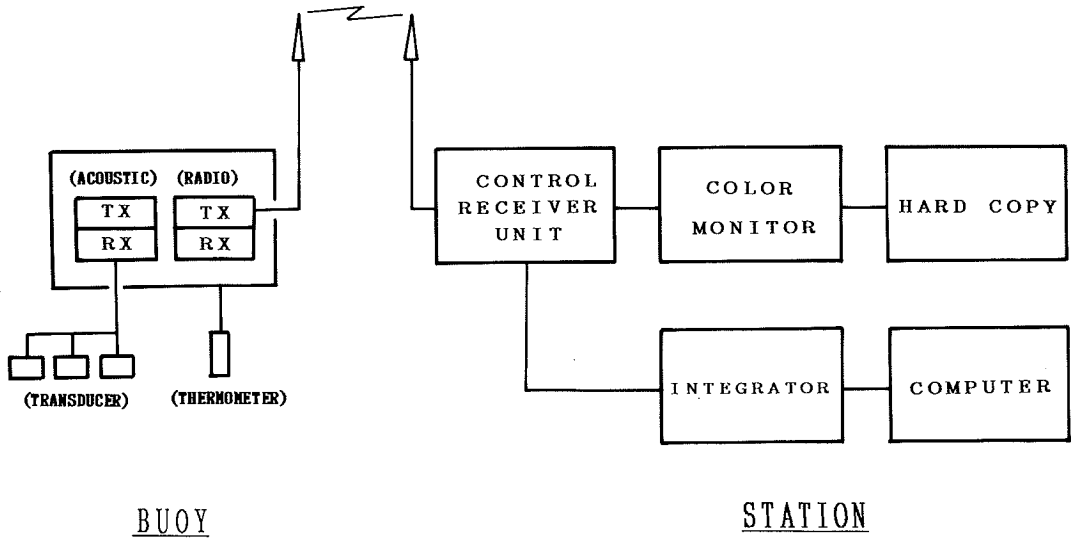 (ACOUSTIC) (RADIO)
TX TX
RX RX
(TRANSDUCER) (THERMOMETER)
BUOY
CONTROL
RECEIVER
UNIT
COLOR
MONITOR
HARD COPY
INTEGRATOR
COMPUTER
STATION